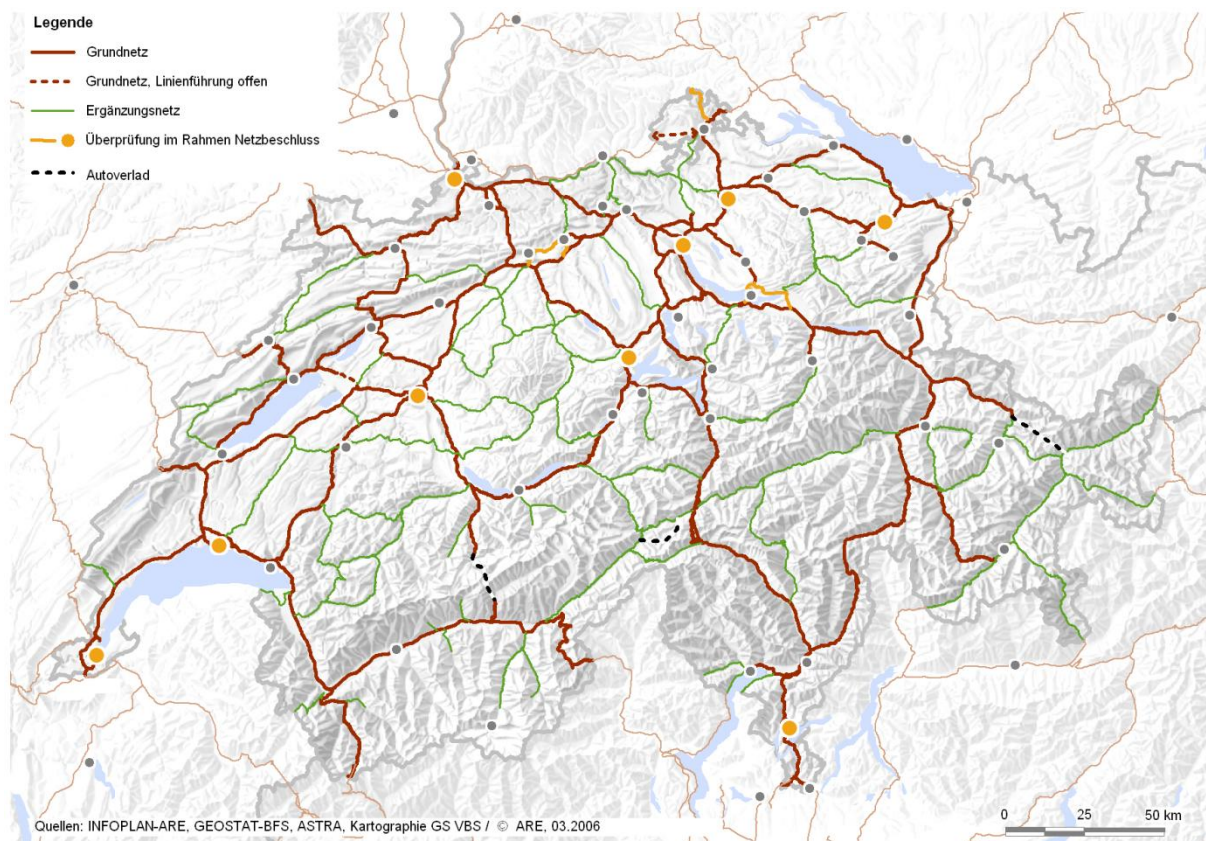 Legende
Grundnetz
Grundnetz, Linienführung offen
Ergänzungsnetz
Überprüfung im Rahmen Netzbeschluss
Autoverlad
Quellen: INFOPLAN-ARE, GEOSTAT-BFS, ASTRA, Kartographie GS VBS / © ARE, 03.2006
0 25 50 km